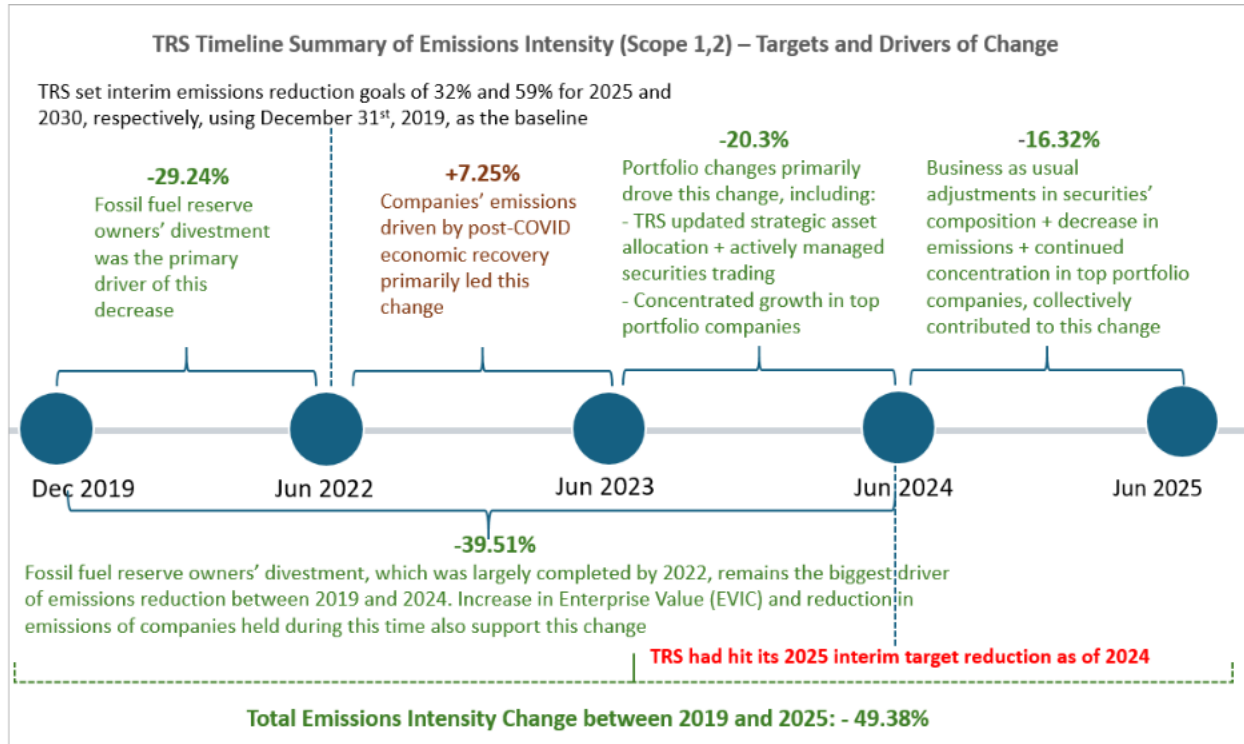 TRS Timeline Summary of Emissions Intensity (Scope 1,2) – Targets and Drivers of Change
TRS set interim emissions reduction goals of 32% and 59% for 2025 and
2030, respectively, using December 31st, 2019, as the baseline
-29.24%
Fossil fuel reserve
owners’ divestment
was the primary
driver of this
decrease
+7.25%
Companies’ emissions
driven by post-COVID
economic recovery
primarily led this
change
-20.3%
Portfolio changes primarily
drove this change, including:
- TRS updated strategic asset
allocation + actively managed
securities trading
- Concentrated growth in top
portfolio companies
-16.32%
Business as usual
adjustments in securities’
composition + decrease in
emissions + continued
concentration in top portfolio
companies, collectively
contributed to this change
Dec 2019
Jun 2022
Jun 2023
Jun 2024
Jun 2025
-39.51%
Fossil fuel reserve owners’ divestment, which was largely completed by 2022, remains the biggest driver
of emissions reduction between 2019 and 2024. Increase in Enterprise Value (EVIC) and reduction in
emissions of companies held during this time also support this change
TRS had hit its 2025 interim target reduction as of 2024
Total Emissions Intensity Change between 2019 and 2025: - 49.38%